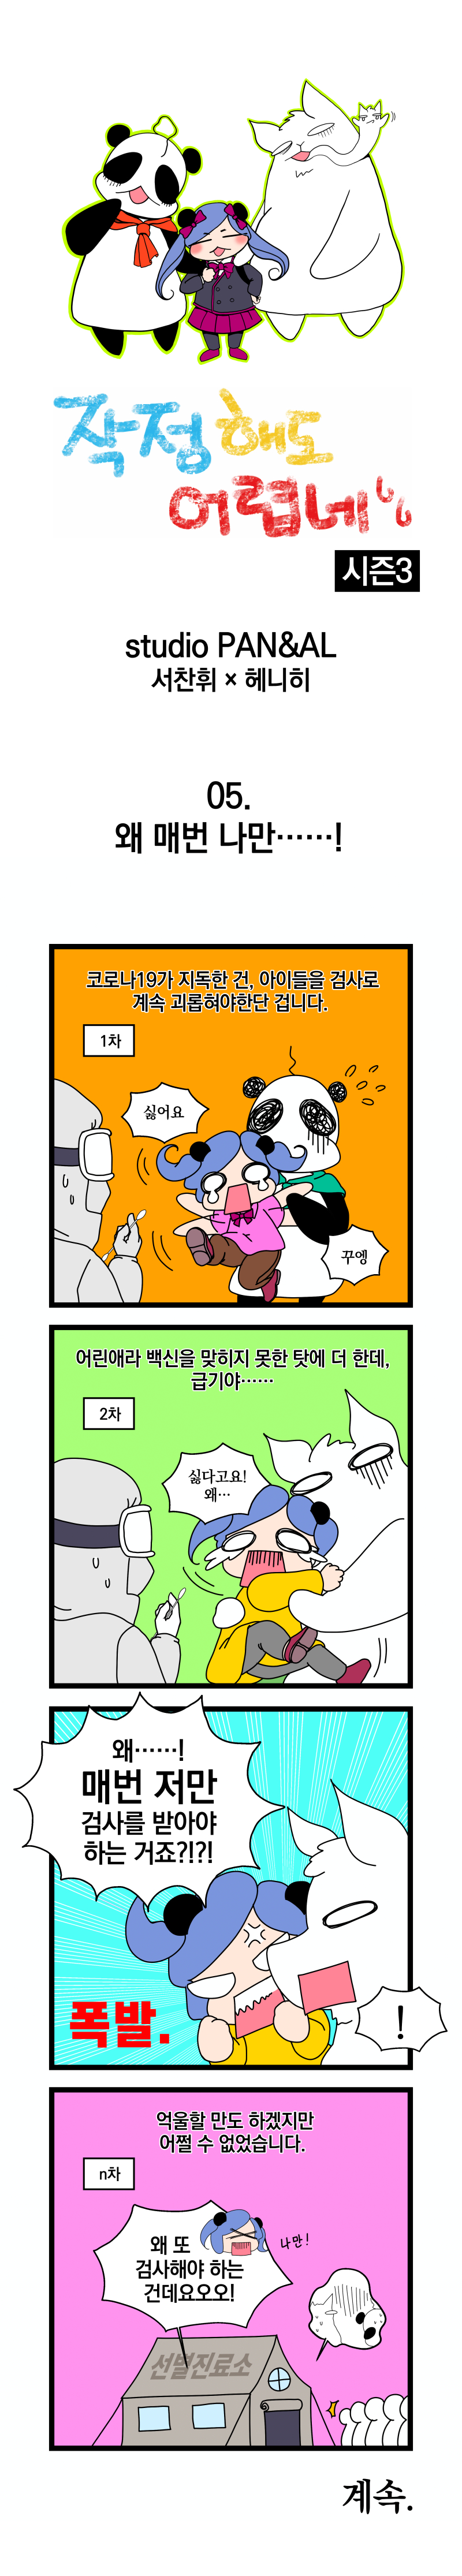 작정해도
어렵네
시즌3
studio PAN&AL
서찬휘 × 헤니히
05.
왜 매번 나만……!
코로나19가 지독한 건, 아이들을 검사로
계속 괴롭혀야한단 겁니다.
1차
싫어요
꾸엥
어린애라 백신을 맞히지 못한 탓에 더 한데,
급기야……
2차
싫다고요!
왜…
왜……!
매번 저만
검사를 받아야
하는 거죠?!?!
폭발.
!
억울할 만도 하겠지만
어쩔 수 없었습니다.
n차
왜 또
검사해야 하는
건데요오오!
나만!
선별진료소
계속.